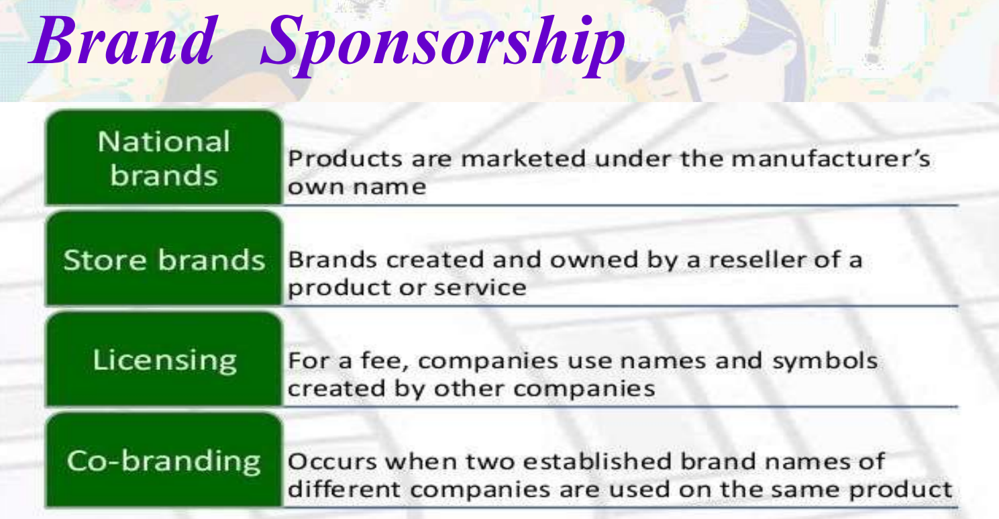 Brand Sponsorship
National
brands
Products are marketed under the manufacturer’s
own name
Store brands
Brands created and owned by a reseller of a
product or service
Licensing
For a fee, companies use names and symbols
created by other companies
Co-branding
Occurs when two established brand names of
different companies are used on the same product